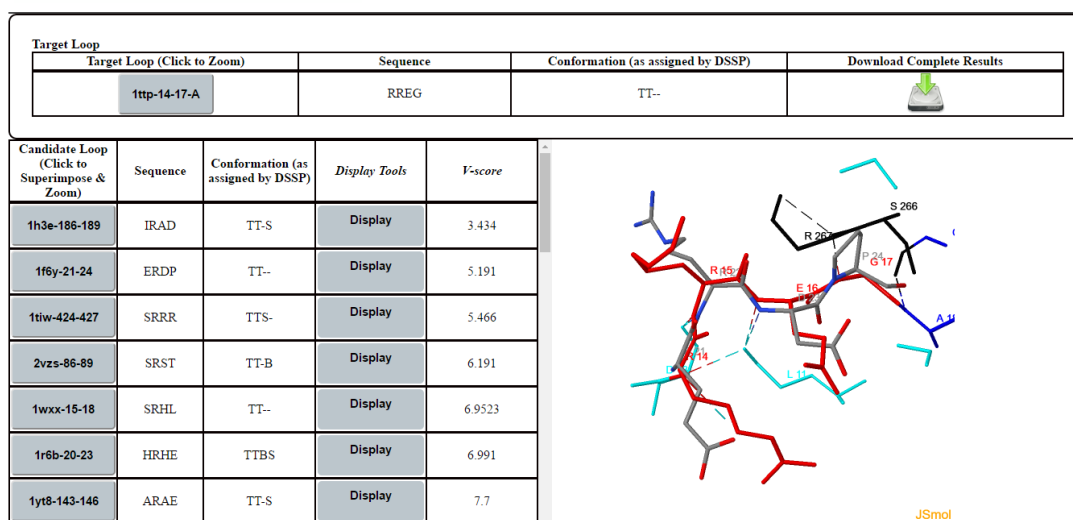 Target Loop
Target Loop (Click to Zoom) Sequence Conformation (as assigned by DSSP) Download Complete Results
1ttp-14-17-A RREG TT--
Candidate Loop (Click to Superimpose & Zoom) Sequence Conformation (as assigned by DSSP) Display Tools V-score
1h3e-186-189 IRAD TT-S Display 3.434
1f6y-21-24 ERDP TT-- Display 5.191
1tiw-424-427 SRRR TTS- Display 5.466
2vzs-86-89 SRST TT-B Display 6.191
1wxx-15-18 SRHL TT-- Display 6.9523
1r6b-20-23 HRHE TTBS Display 6.991
1yt8-143-146 ARAE TT-S Display 7.7
S 266
R 267
P 24
G 17
R 15
E 16
R 14
L 11
JSmol